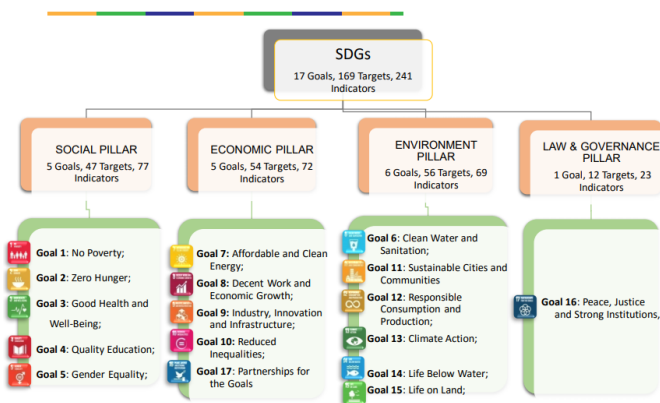 SDGs
17 Goals, 169 Targets, 241
Indicators
SOCIAL PILLAR
5 Goals, 47 Targets, 77
Indicators
ECONOMIC PILLAR
5 Goals, 54 Targets, 72
Indicators
ENVIRONMENT
PILLAR
6 Goals, 56 Targets, 69
Indicators
LAW & GOVERNANCE
PILLAR
1 Goal, 12 Targets, 23
Indicators
Goal 1: No Poverty;
Goal 2: Zero Hunger;
Goal 3: Good Health and
Well-Being;
Goal 4: Quality Education;
Goal 5: Gender Equality;
Goal 7: Affordable and Clean
Energy;
Goal 8: Decent Work and
Economic Growth;
Goal 9: Industry, Innovation
and Infrastructure;
Goal 10: Reduced
Inequalities;
Goal 17: Partnerships for
the Goals
Goal 6: Clean Water and
Sanitation;
Goal 11: Sustainable Cities and
Communities
Goal 12: Responsible
Consumption and
Production;
Goal 13: Climate Action;
Goal 14: Life Below Water;
Goal 15: Life on Land;
Goal 16: Peace, Justice
and Strong Institutions,